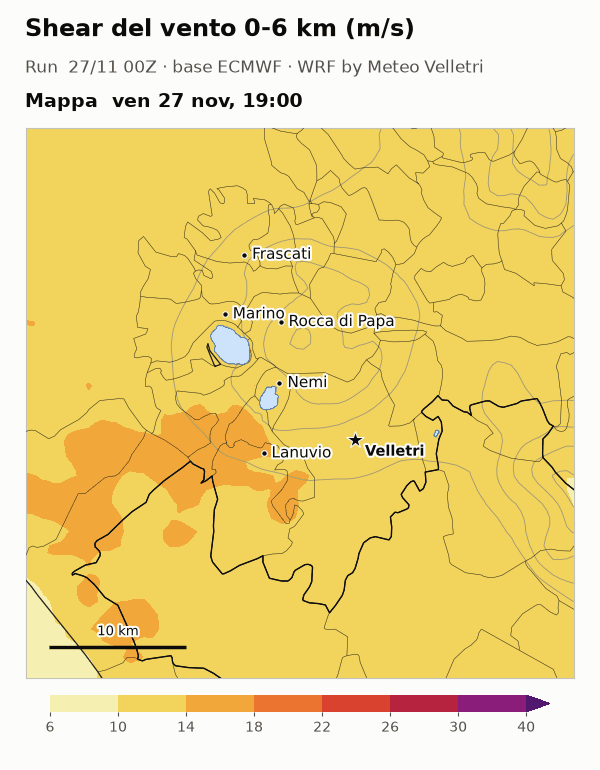 Shear del vento 0-6 km (m/s)
Run  27/11 00Z · base ECMWF · WRF by Meteo Velletri
Mappa  ven 27 nov, 19:00
Frascati
Marino
Rocca di Papa
Nemi
Velletri
Lanuvio
10 km
6 10 14 18 22 26 30 40